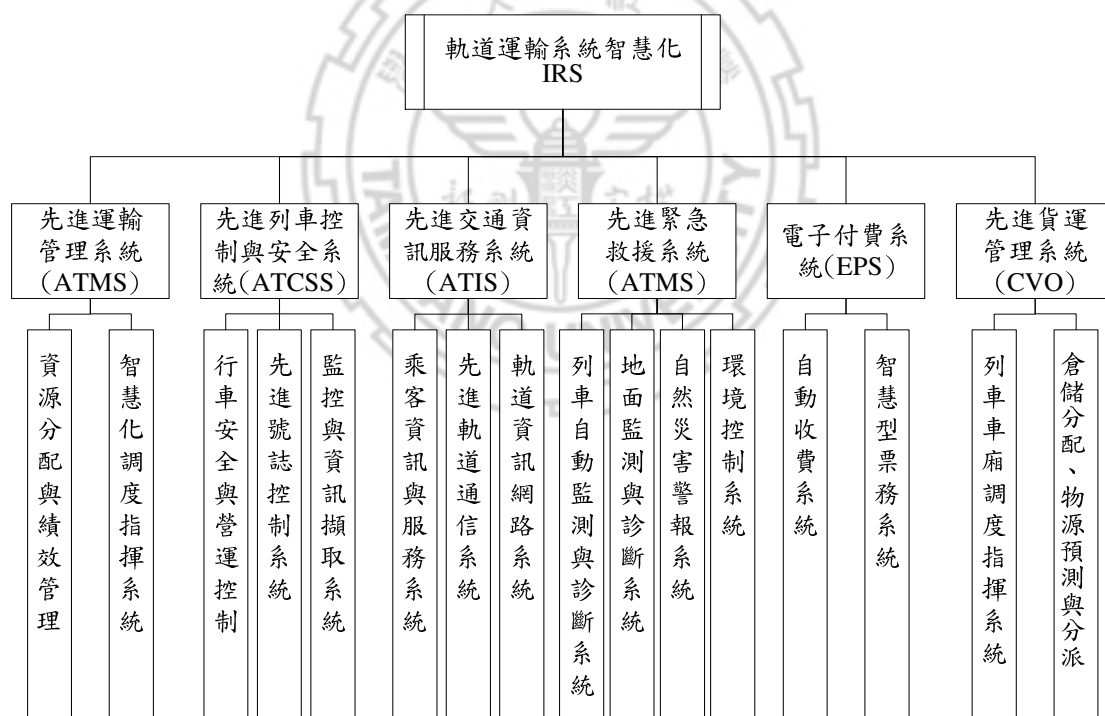 軌道運輸系統智慧化
IRS
先進運輸
管理系統
(ATMS)
先進列車控
制與安全系
統(ATCSS)
先進交通資
訊服務系統
(ATIS)
先進緊急
救援系統
(ATMS)
電子付費系
統(EPS)
先進貨運
管理系統
(CVO)
資源分配與績效管理
智慧化調度指揮系統
行車安全與營運控制
先進號誌控制系統
監控與資訊擷取系統
乘客資訊與服務系統
先進軌道通信系統
軌道資訊網路系統
列車自動監測與診斷系統
地面監測與診斷系統
自然災害警報系統
環境控制系統
自動收費系統
智慧型票務系統
列車車廂調度指揮系統
倉儲分配、物源預測與分派